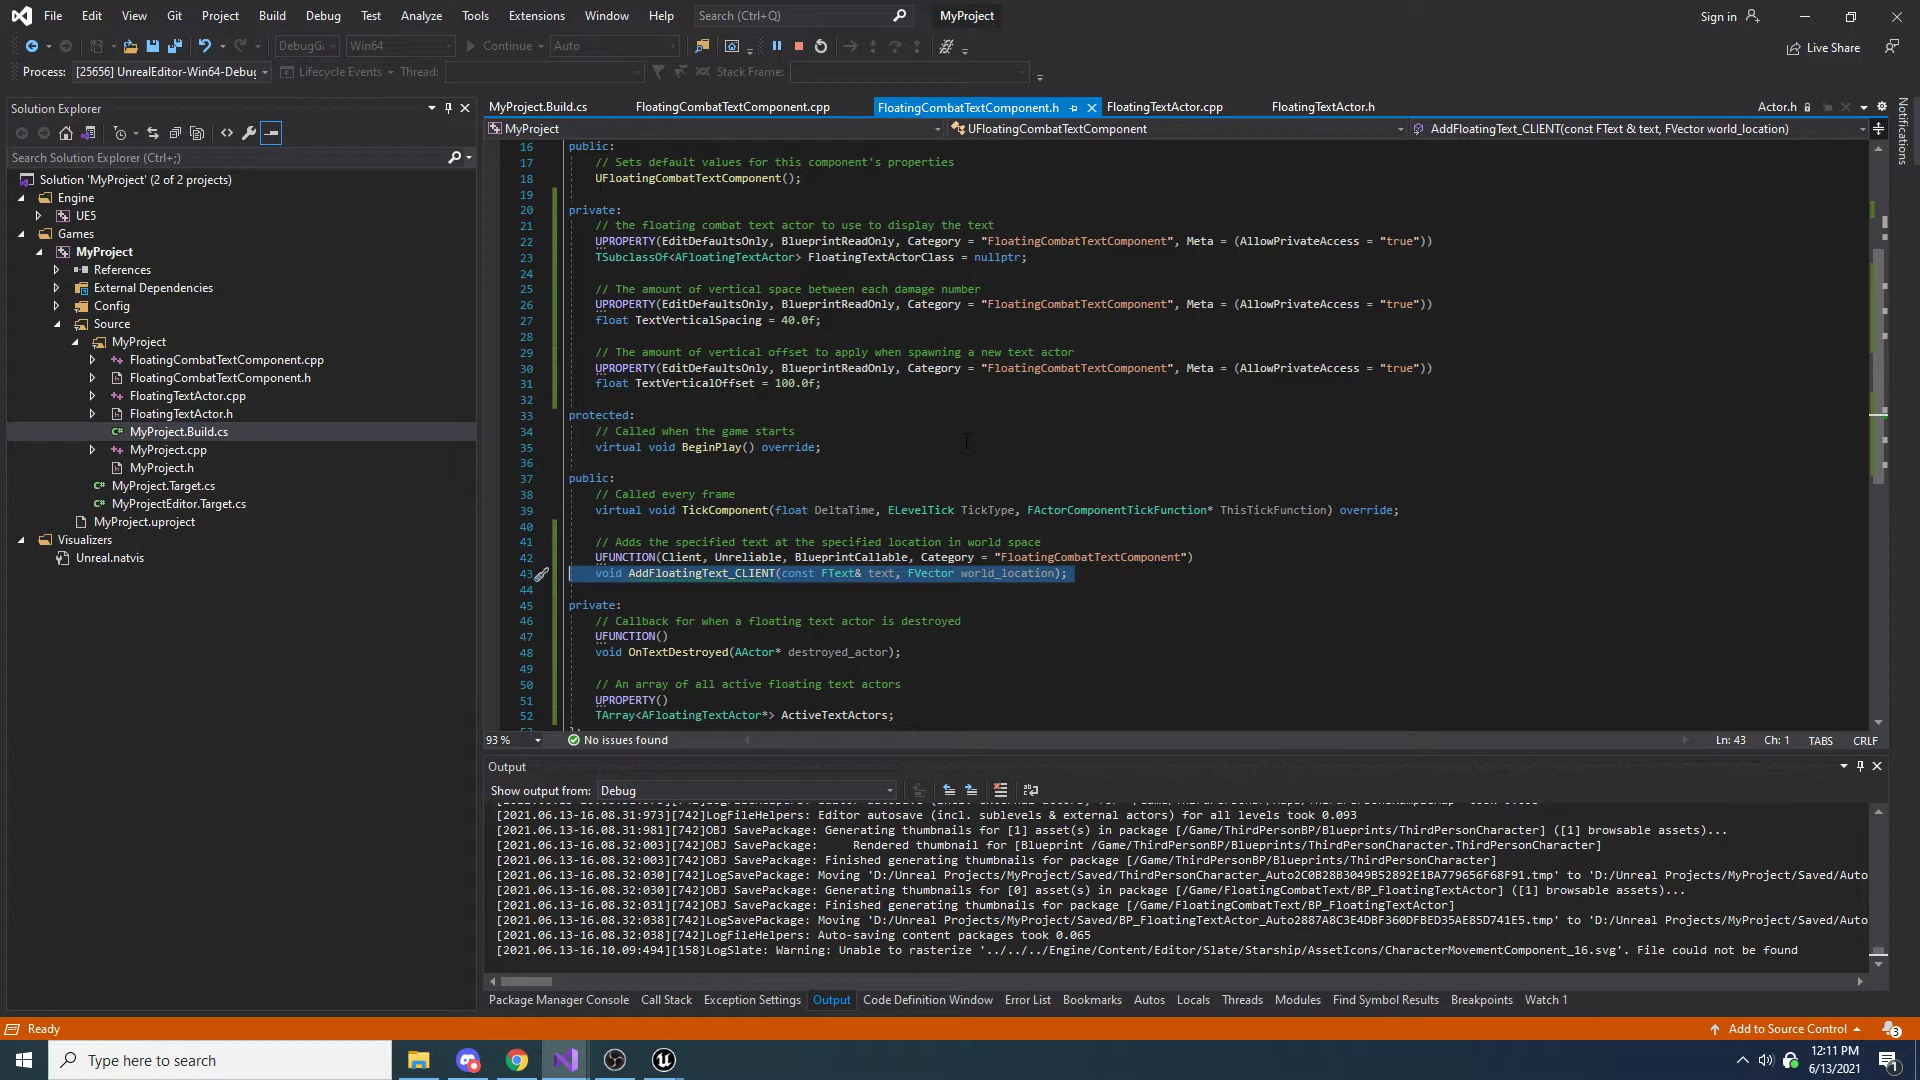 File Edit View Git Project Build Debug Test Analyze Tools Extensions Window Help Search (Ctrl+Q) MyProject Sign in
Win64 Continue Auto Live Share
Process: [25656] UnrealEditor-Win64-Debug Lifecycle Events Thread: Stack Frame:
Solution Explorer
Search Solution Explorer (Ctrl+;)
Solution 'MyProject' (2 of 2 projects)
Engine
UE5
Games
MyProject
References
External Dependencies
Config
Source
MyProject
FloatingCombatTextComponent.cpp
FloatingCombatTextComponent.h
FloatingTextActor.cpp
FloatingTextActor.h
MyProject.Build.cs
MyProject.cpp
MyProject.h
MyProject.Target.cs
MyProjectEditor.Target.cs
MyProject.uproject
Visualizers
Unreal.natvis
MyProject.Build.cs FloatingCombatTextComponent.cpp FloatingCombatTextComponent.h FloatingTextActor.cpp FloatingTextActor.h Actor.h
MyProject UFloatingCombatTextComponent AddFloatingText_CLIENT(const FText & text, FVector world_location)
16 public:
17 // Sets default values for this component's properties
18 UFloatingCombatTextComponent();
19
20 private:
21 // the floating combat text actor to use to display the text
22 UPROPERTY(EditDefaultsOnly, BlueprintReadOnly, Category = "FloatingCombatTextComponent", Meta = (AllowPrivateAccess = "true"))
23 TSubclassOf<AFloatingTextActor> FloatingTextActorClass = nullptr;
24
25 // The amount of vertical space between each damage number
26 UPROPERTY(EditDefaultsOnly, BlueprintReadOnly, Category = "FloatingCombatTextComponent", Meta = (AllowPrivateAccess = "true"))
27 float TextVerticalSpacing = 40.0f;
28
29 // The amount of vertical offset to apply when spawning a new text actor
30 UPROPERTY(EditDefaultsOnly, BlueprintReadOnly, Category = "FloatingCombatTextComponent", Meta = (AllowPrivateAccess = "true"))
31 float TextVerticalOffset = 100.0f;
32
33 protected:
34 // Called when the game starts
35 virtual void BeginPlay() override;
36
37 public:
38 // Called every frame
39 virtual void TickComponent(float DeltaTime, ELevelTick TickType, FActorComponentTickFunction* ThisTickFunction) override;
40
41 // Adds the specified text at the specified location in world space
42 UFUNCTION(Client, Unreliable, BlueprintCallable, Category = "FloatingCombatTextComponent")
43 void AddFloatingText_CLIENT(const FText& text, FVector world_location);
44
45 private:
46 // Callback for when a floating text actor is destroyed
47 UFUNCTION()
48 void OnTextDestroyed(AActor* destroyed_actor);
49
50 // An array of all active floating text actors
51 UPROPERTY()
52 TArray<AFloatingTextActor*> ActiveTextActors;
93 % No issues found Ln: 43 Ch: 1 TABS CRLF
Output
Show output from: Debug
[2021.06.13-16.08.31:973][742]LogFileHelpers: Editor autosave (incl. sublevels & external actors) for all levels took 0.093
[2021.06.13-16.08.31:981][742]OBJ SavePackage: Generating thumbnails for [1] asset(s) in package [/Game/ThirdPersonBP/Blueprints/ThirdPersonCharacter] ([1] browsable assets)...
[2021.06.13-16.08.32:003][742]OBJ SavePackage: Rendered thumbnail for [Blueprint /Game/ThirdPersonBP/Blueprints/ThirdPersonCharacter.ThirdPersonCharacter]
[2021.06.13-16.08.32:003][742]OBJ SavePackage: Finished generating thumbnails for package [/Game/ThirdPersonBP/Blueprints/ThirdPersonCharacter]
[2021.06.13-16.08.32:030][742]LogSavePackage: Moving 'D:/Unreal Projects/MyProject/Saved/ThirdPersonCharacter_Auto2C0B28B3049B52892E1BA779656F68F91.tmp' to 'D:/Unreal Projects/MyProject/Saved/Auto
[2021.06.13-16.08.32:030][742]OBJ SavePackage: Generating thumbnails for [0] asset(s) in package [/Game/FloatingCombatText/BP_FloatingTextActor] ([1] browsable assets)...
[2021.06.13-16.08.32:031][742]OBJ SavePackage: Finished generating thumbnails for package [/Game/FloatingCombatText/BP_FloatingTextActor]
[2021.06.13-16.08.32:038][742]LogSavePackage: Moving 'D:/Unreal Projects/MyProject/Saved/BP_FloatingTextActor_Auto2887A8C3E4DBF360DFBED35AE85D741E5.tmp' to 'D:/Unreal Projects/MyProject/Saved/Auto
[2021.06.13-16.08.32:038][742]LogFileHelpers: Auto-saving content packages took 0.065
[2021.06.13-16.10.09:494][158]LogSlate: Warning: Unable to rasterize '../../../Engine/Content/Editor/Slate/Starship/AssetIcons/CharacterMovementComponent_16.svg'. File could not be found
Package Manager Console Call Stack Exception Settings Output Code Definition Window Error List Bookmarks Autos Locals Threads Modules Find Symbol Results Breakpoints Watch 1
Notifications
Ready Add to Source Control 3
Type here to search 12:11 PM
6/13/2021 1